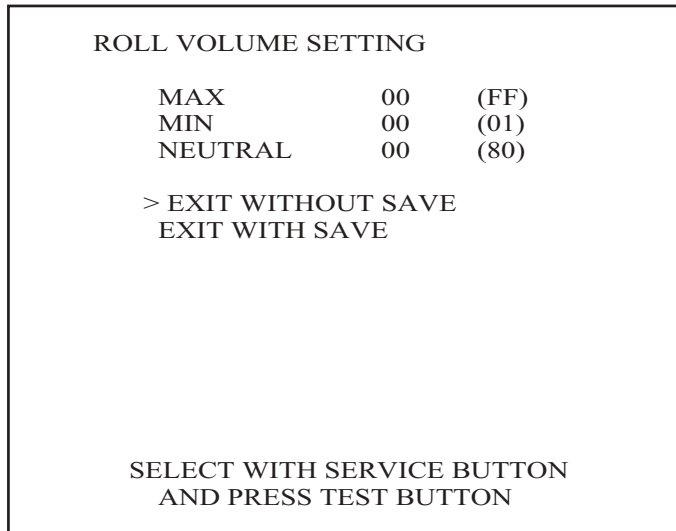 ROLL VOLUME SETTING
MAX 00 (FF)
MIN 00 (01)
NEUTRAL 00 (80)
> EXIT WITHOUT SAVE
EXIT WITH SAVE
SELECT WITH SERVICE BUTTON
AND PRESS TEST BUTTON